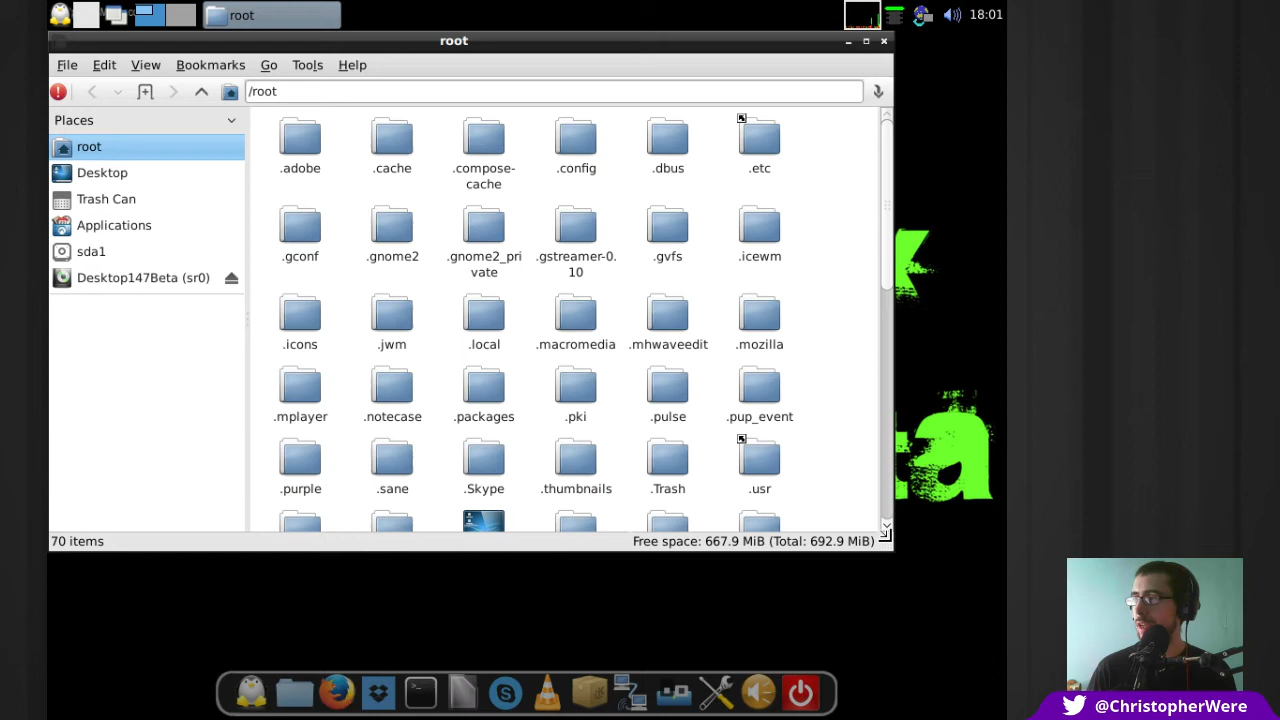 root
18:01
root
File Edit View Bookmarks Go Tools Help
/root
Places
root
Desktop
Trash Can
Applications
sda1
Desktop147Beta (sr0)
.adobe .cache .compose-cache .config .dbus .etc
.gconf .gnome2 .gnome2_private .gstreamer-0.10 .gvfs .icewm
.icons .jwm .local .macromedia .mhwaveedit .mozilla
.mplayer .notecase .packages .pki .pulse .pup_event
.purple .sane .Skype .thumbnails .Trash .usr
70 items
Free space: 667.9 MiB (Total: 692.9 MiB)
@ChristopherWere